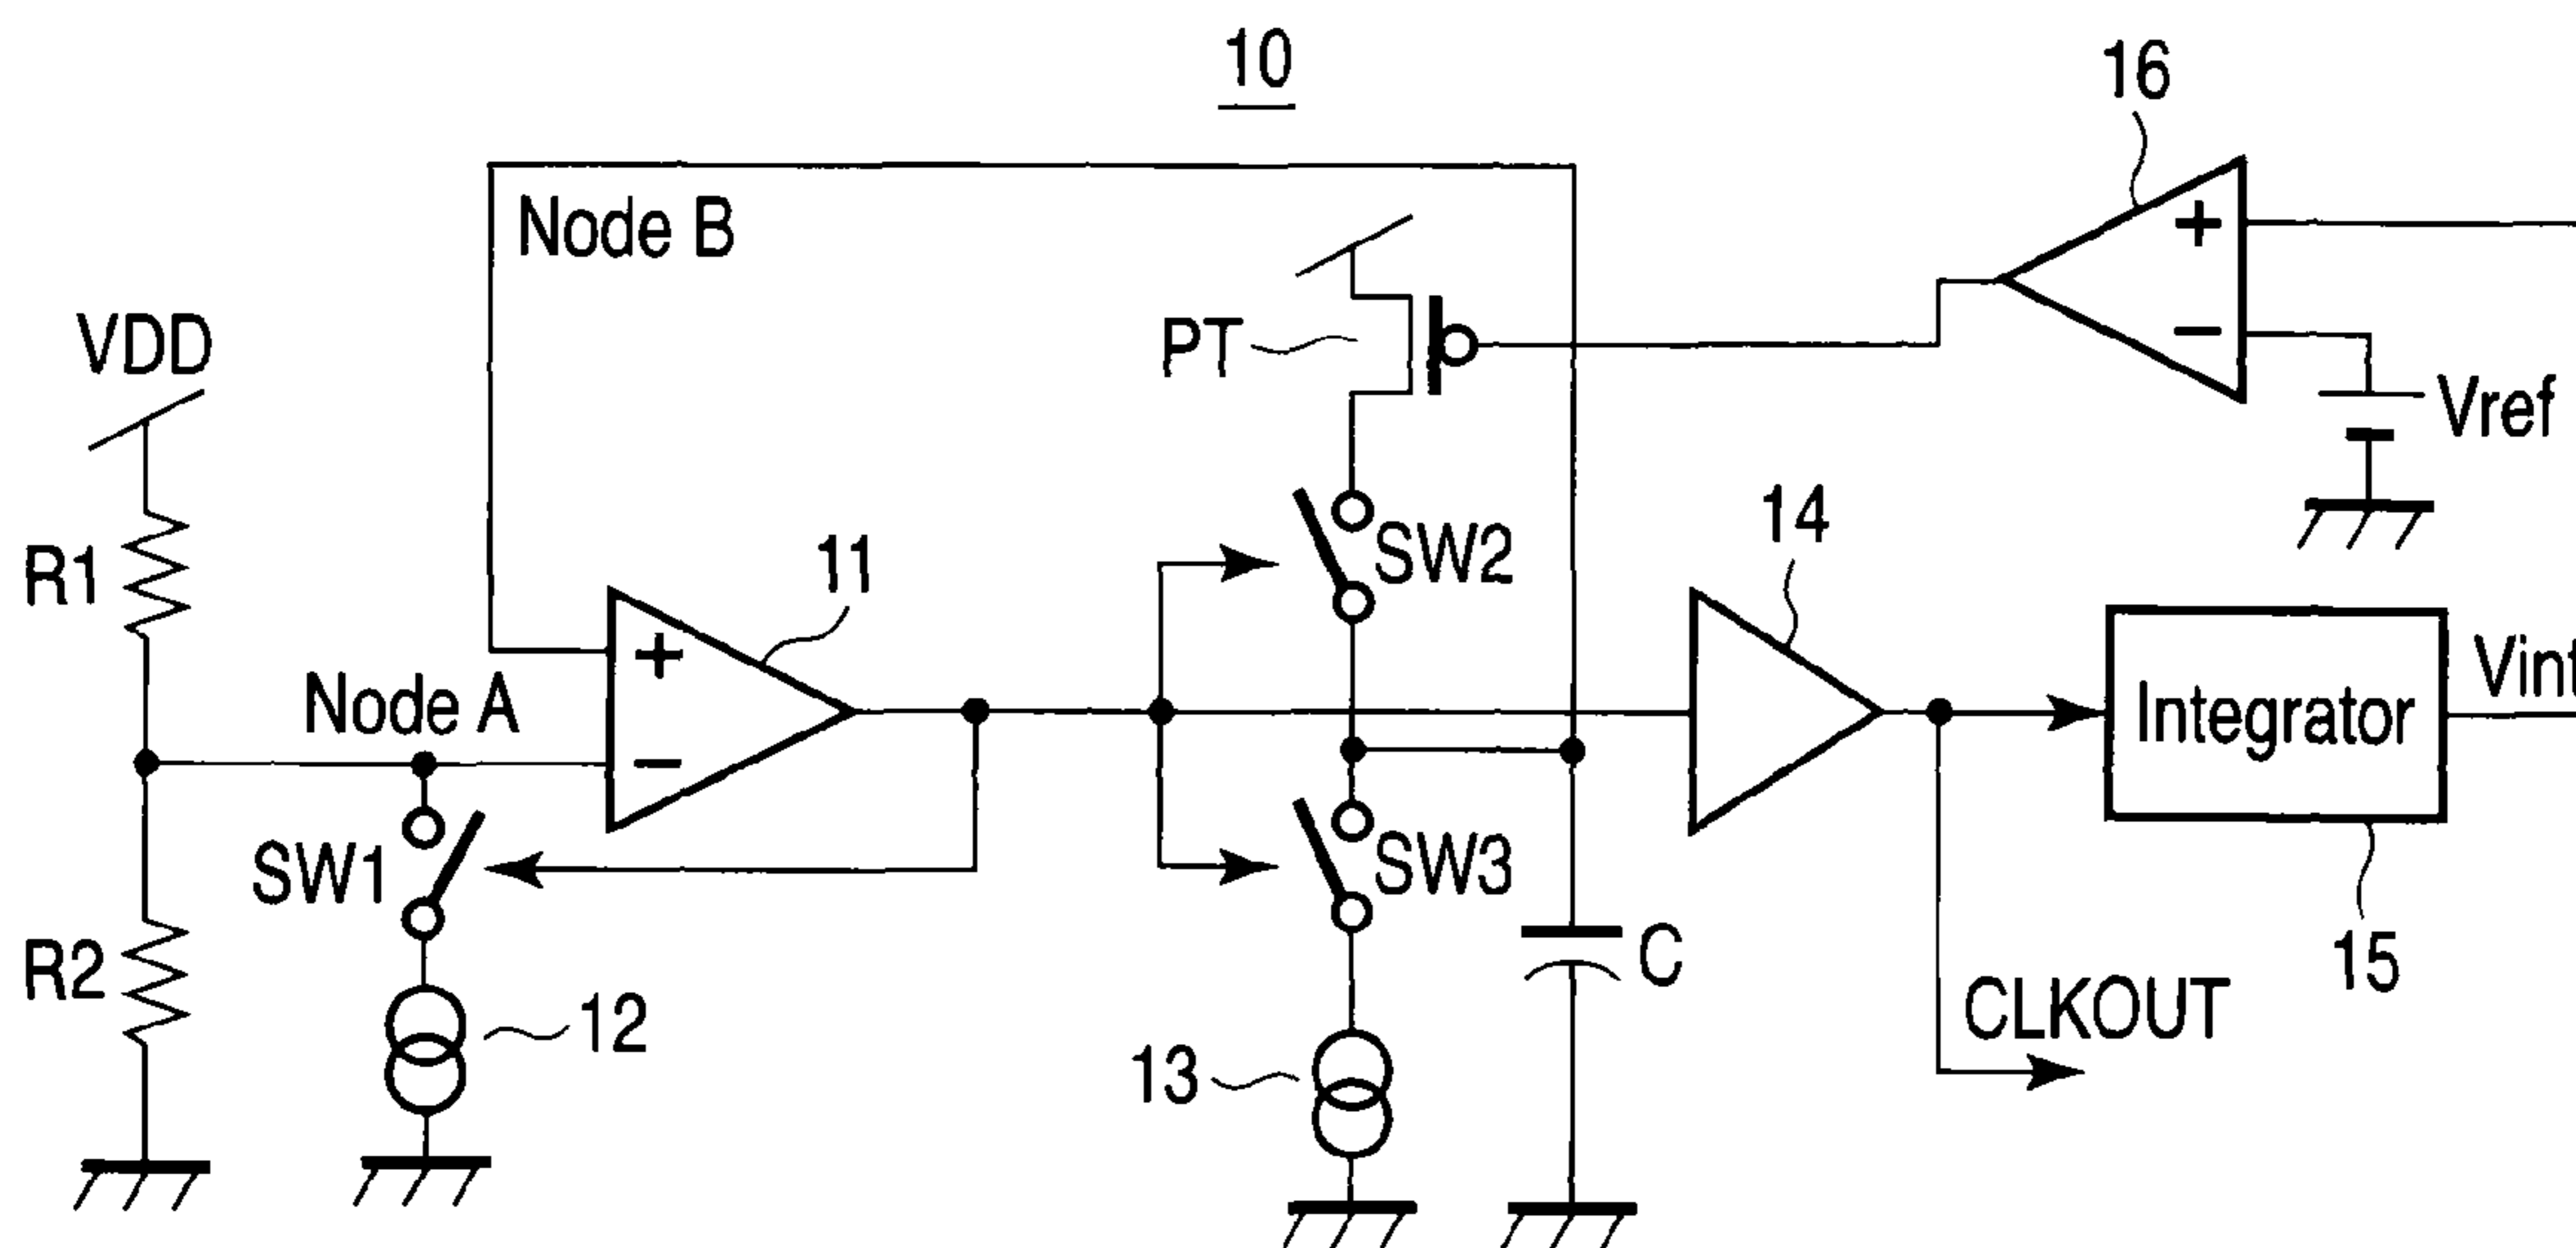 10
16
Node B
VDD
PT
+
−
Vref
R1
11
SW2
14
+
−
Node A
Integrator
Vint
SW1
SW3
C
R2
12
13
15
CLKOUT